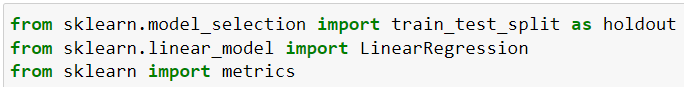 from sklearn.model_selection import train_test_split as holdout
from sklearn.linear_model import LinearRegression
from sklearn import metrics